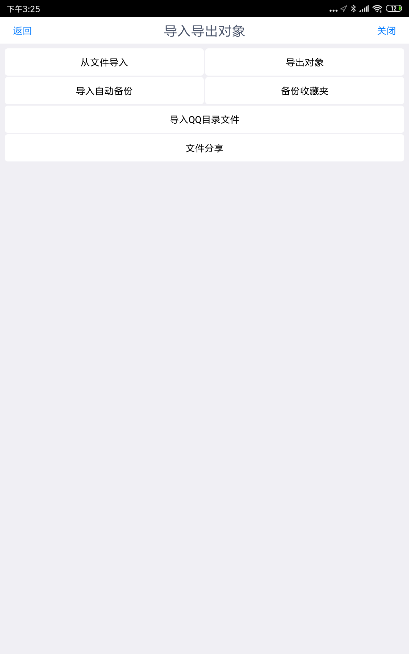 下午3:25
12
返回 导入导出对象 关闭
从文件导入 导出对象
导入自动备份 备份收藏夹
导入QQ目录文件
文件分享